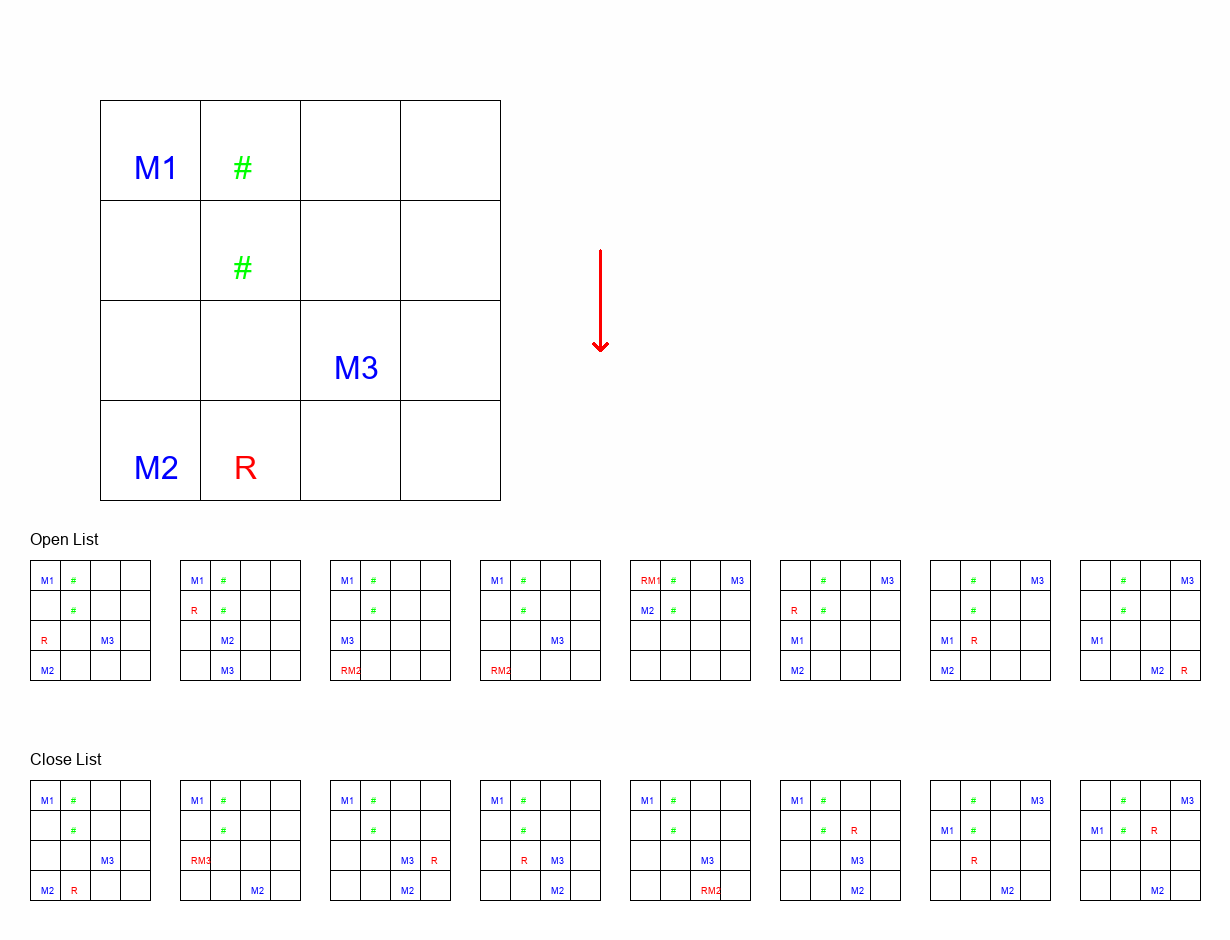 M1 #
#
M3
M2 R
Open List
M1 # M1 # M1 # M1 # RM1 # M3 # M3 # M3 # M3
# R # # # M2 # R # # #
R M3 M2 M3 M3 M1 M1 R M1
M2 M3 RM2 RM2 M2 M2 M2 R
Close List
M1 # M1 # M1 # M1 # M1 # M1 # # M3 # M3
# # # # # # R M1 # M1 # R
M3 RM3 M3 R R M3 M3 M3 R
M2 R M2 M2 M2 RM2 M2 M2 M2